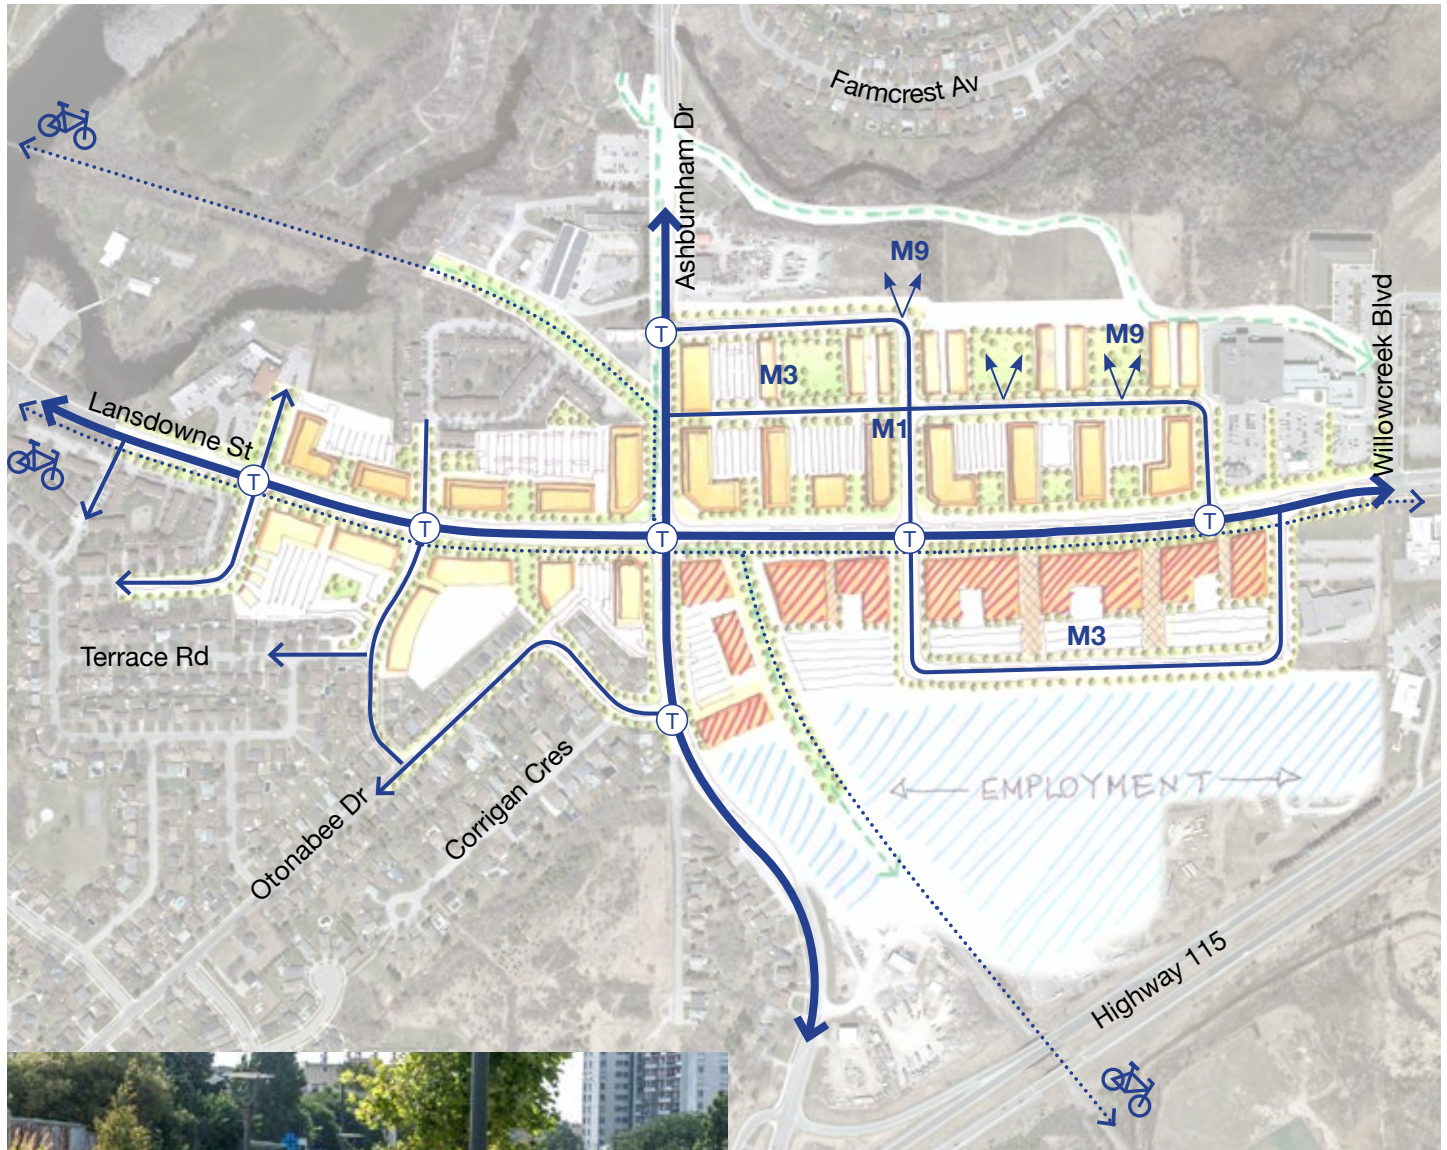 Farmcrest Av
Ashburnham Dr
M9
Willowcreek Blvd
T
M9
M3
Lansdowne St
M1
T
T
T
T
T
M3
Terrace Rd
T
← EMPLOYMENT →
Otonabee Dr
Corrigan Cres
Highway 115